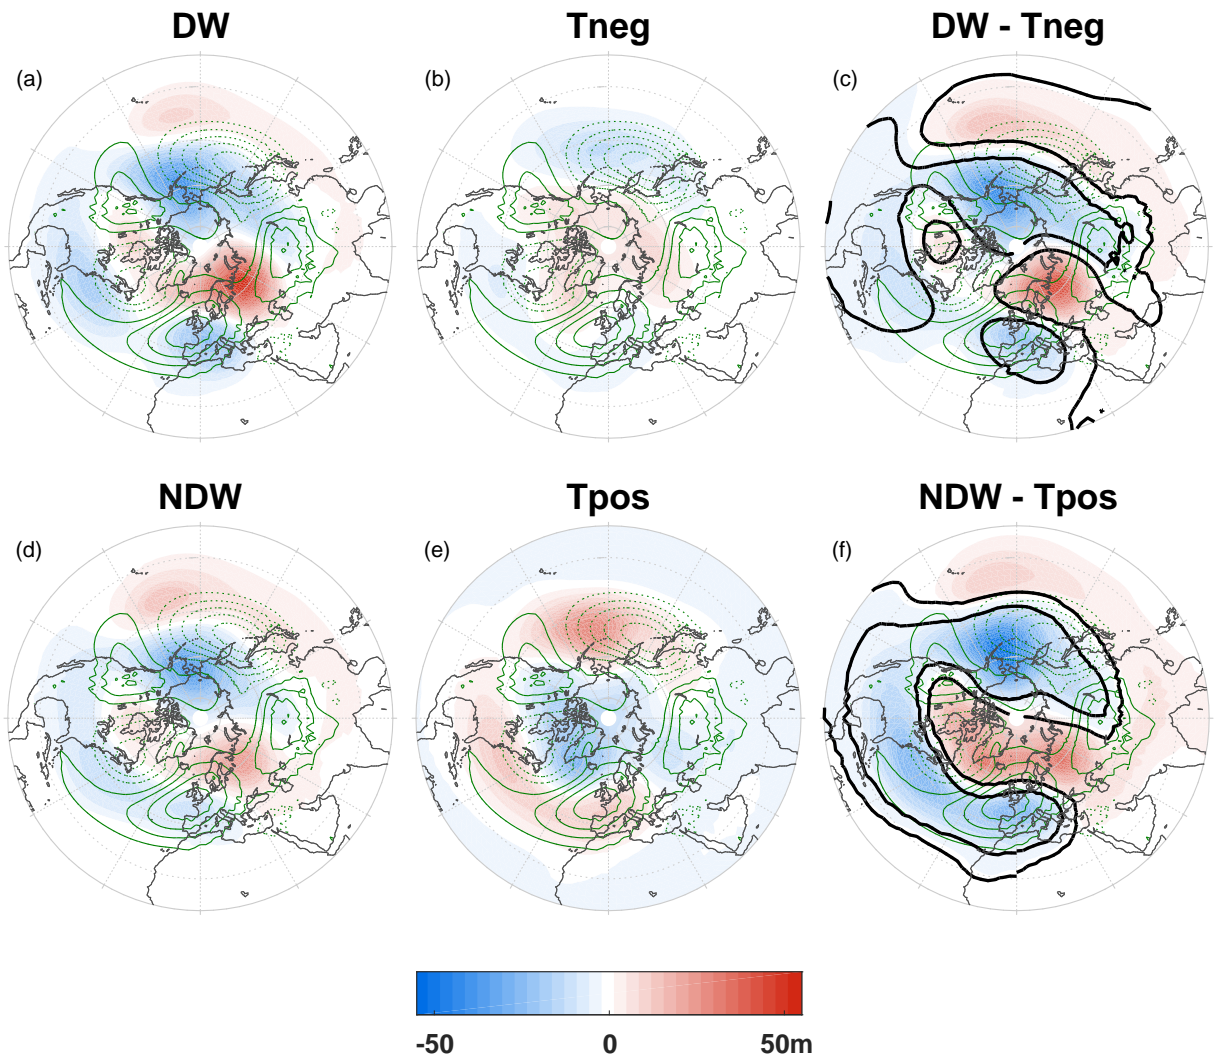 DW Tneg DW - Tneg
(a) (b) (c)
NDW Tpos NDW - Tpos
(d) (e) (f)
-50 0 50m